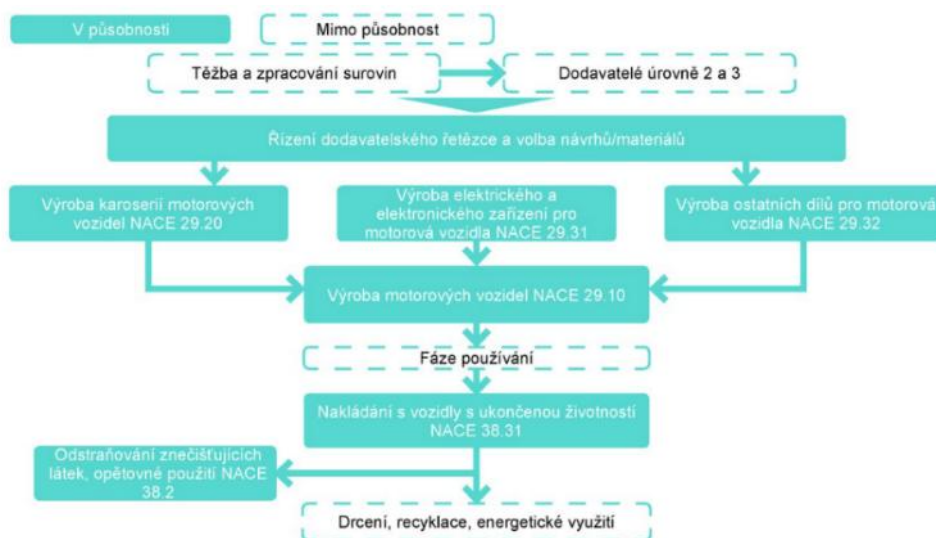 V působnosti
Mimo působnost
Těžba a zpracování surovin
Dodavatelé úrovně 2 a 3
Řízení dodavatelského řetězce a volba návrhů/materiálů
Výroba karoserií motorových
vozidel NACE 29.20
Výroba elektrického a
elektronického zařízení pro
motorová vozidla NACE 29.31
Výroba ostatních dílů pro motorová
vozidla NACE 29.32
Výroba motorových vozidel NACE 29.10
Fáze používání
Nakládání s vozidly s ukončenou životností
NACE 38.31
Odstraňování znečišťujících
látek, opětovné použití NACE
38.2
Drcení, recyklace, energetické využití